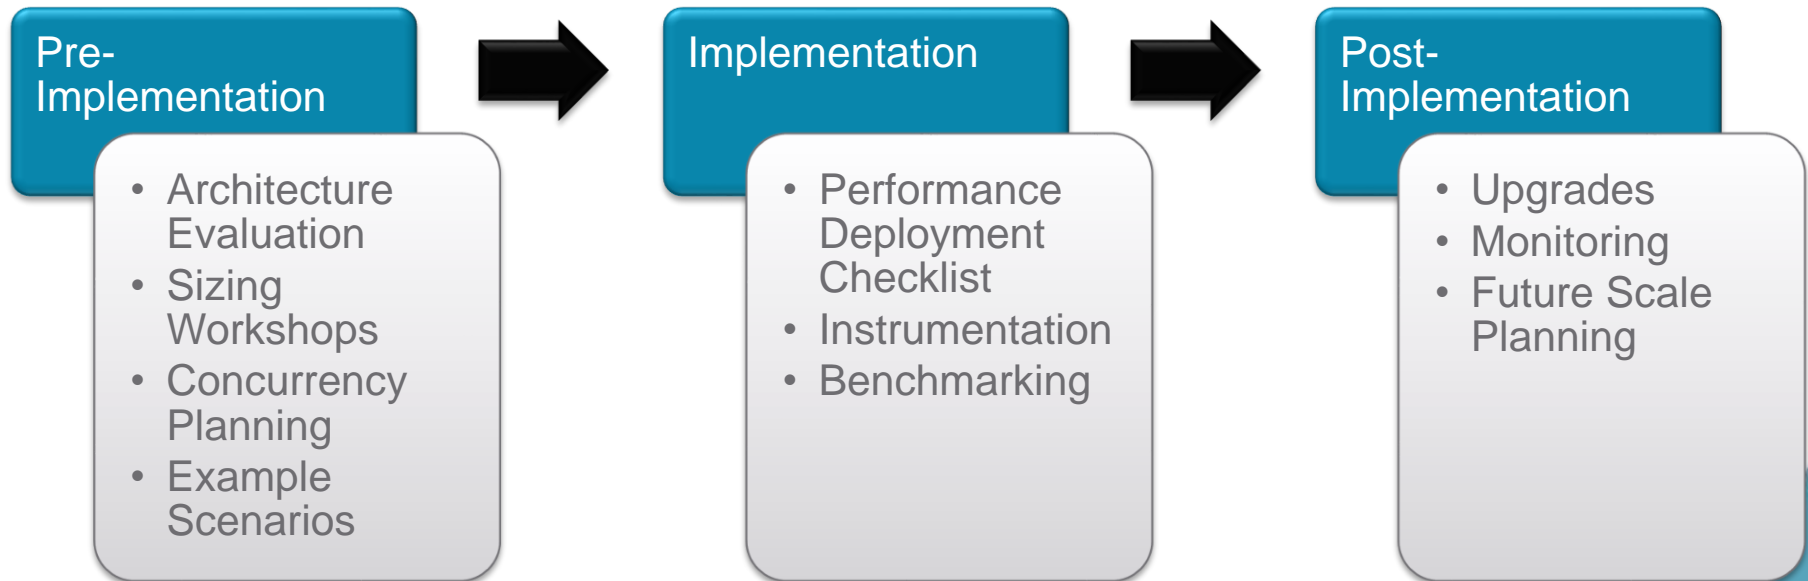 Pre-
Implementation
• Architecture
Evaluation
• Sizing
Workshops
• Concurrency
Planning
• Example
Scenarios
Implementation
• Performance
Deployment
Checklist
• Instrumentation
• Benchmarking
Post-
Implementation
• Upgrades
• Monitoring
• Future Scale
Planning